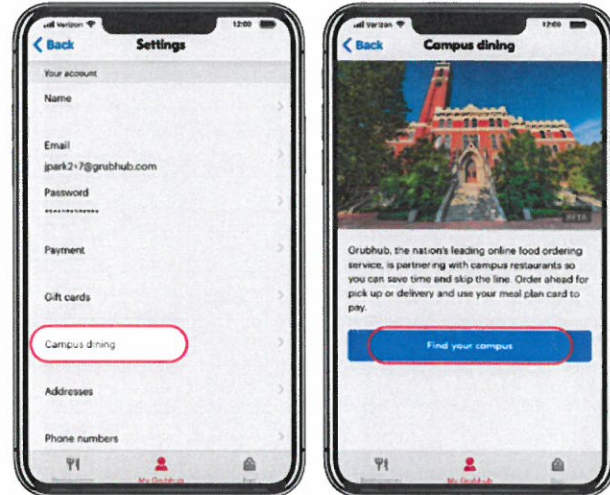 Verizon 12:00
Back Settings
Your account
Name
Email
jpark2+7@grubhub.com
Password
Payment
Gift cards
Campus dining
Addresses
Phone numbers
My Grubhub
Verizon 12:00
Back Campus dining
BETA
Grubhub, the nation's leading online food ordering
service, is partnering with campus restaurants so
you can save time and skip the line. Order ahead for
pick up or delivery and use your meal plan card to
pay.
Find your campus
My Grubhub